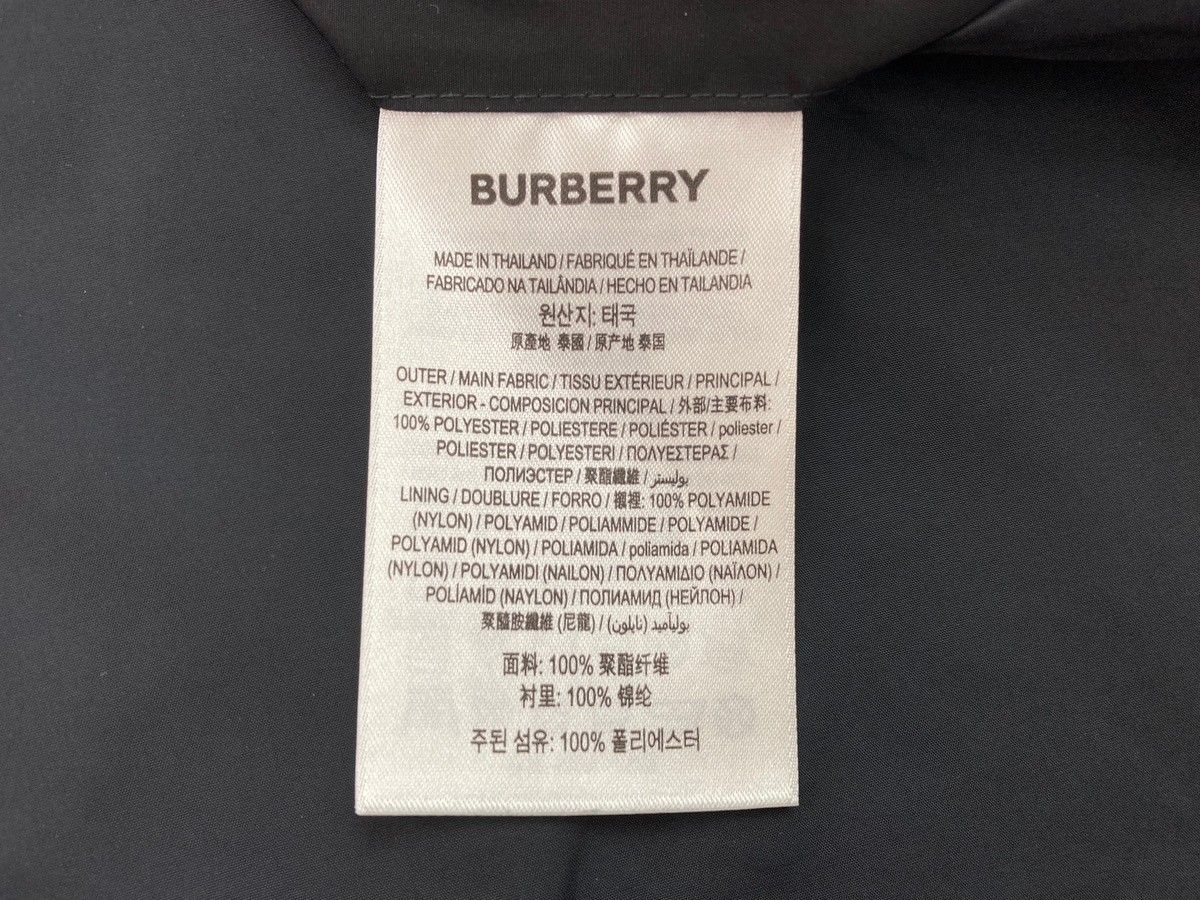 BURBERRY
MADE IN THAILAND / FABRIQUÉ EN THAÏLANDE /
FABRICADO NA TAILÂNDIA / HECHO EN TAILANDIA
원산지: 태국
原產地 泰國 / 原产地 泰国
OUTER / MAIN FABRIC / TISSU EXTÉRIEUR / PRINCIPAL /
EXTERIOR - COMPOSICION PRINCIPAL / 外部/主要布料:
100% POLYESTER / POLIESTERE / POLIÉSTER / poliester /
POLIESTER / POLYESTERI / ΠΟΛΥΕΣΤΕΡΑΣ /
ПОЛИЭСТЕР / 聚酯纖維 / بوليستر
LINING / DOUBLURE / FORRO / 襯裡: 100% POLYAMIDE
(NYLON) / POLYAMID / POLIAMMIDE / POLYAMIDE /
POLYAMID (NYLON) / POLIAMIDA / poliamida / POLIAMIDA
(NYLON) / POLYAMIDI (NAILON) / ΠΟΛΥΑΜΙΔΙΟ (ΝΑΪΛΟΝ) /
POLÍAMÍD (NAYLON) / ПОЛИАМИД (НЕЙЛОН) /
聚醯胺纖維 (尼龍) / بولياميد (نايلون)
面料: 100% 聚酯纤维
衬里: 100% 锦纶
주된 섬유: 100% 폴리에스터